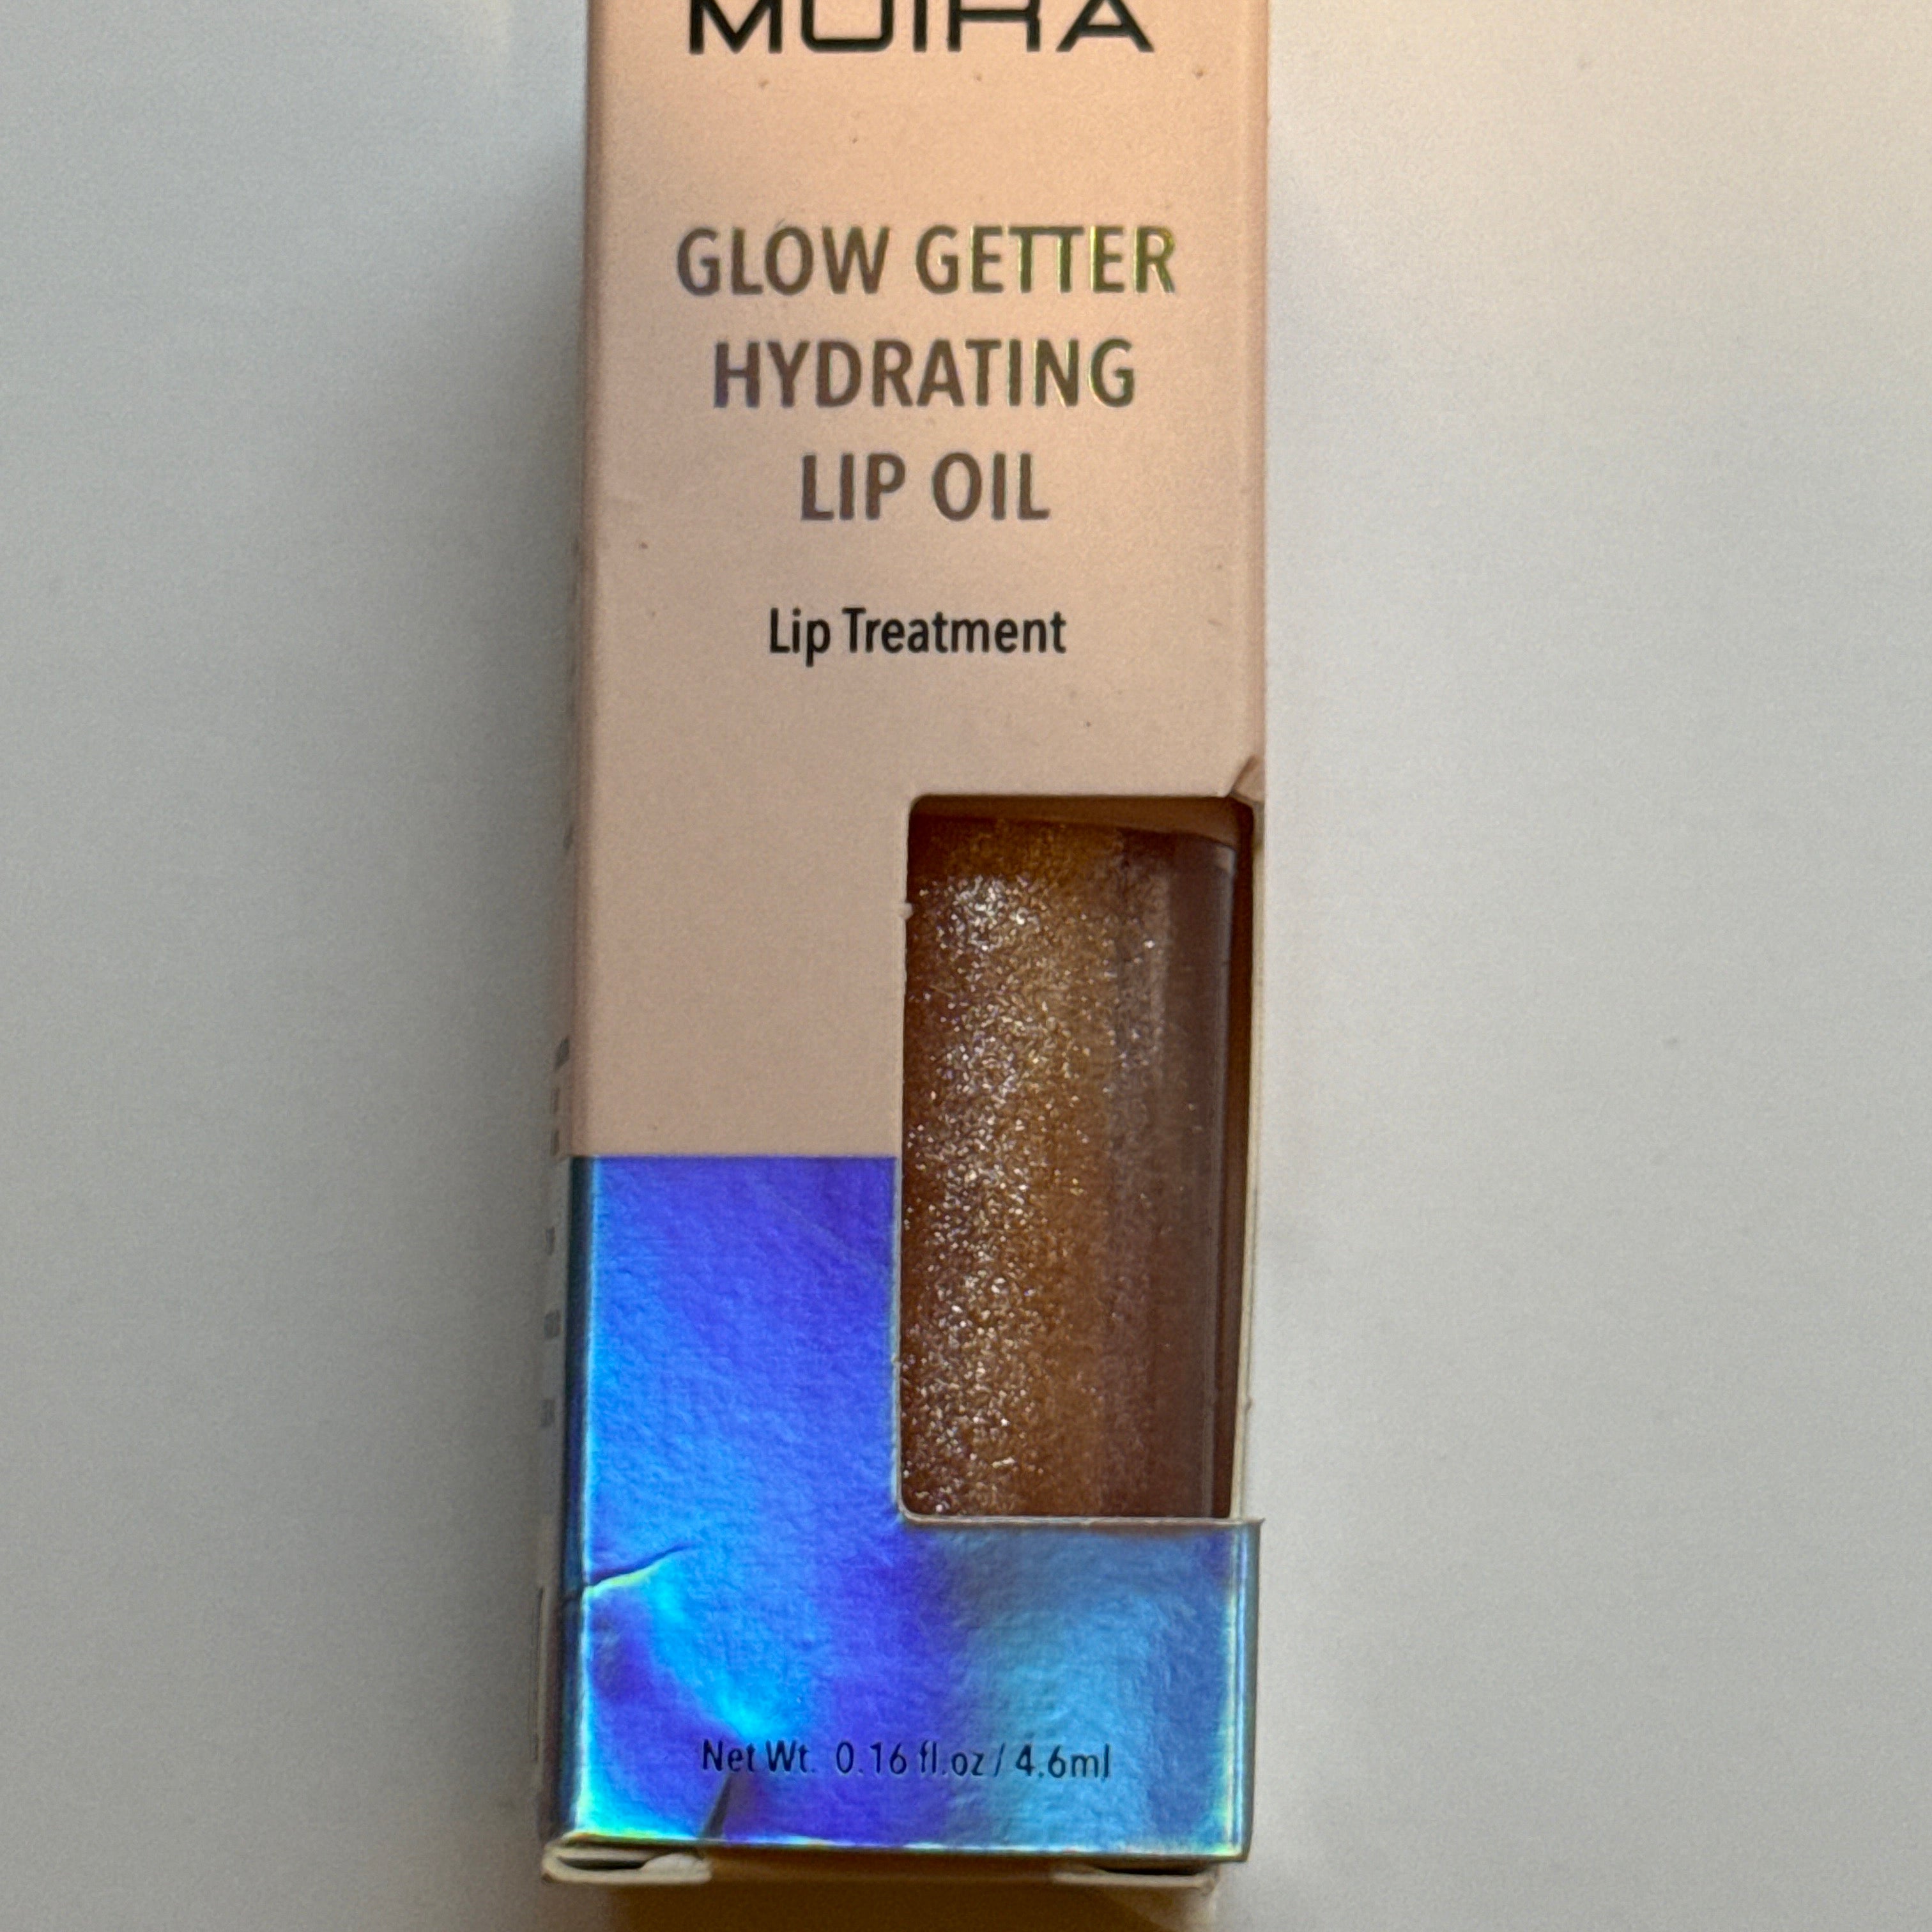 MOIRA
GLOW GETTER
HYDRATING
LIP OIL
Lip Treatment
Net Wt. 0.16 fl.oz / 4.6ml